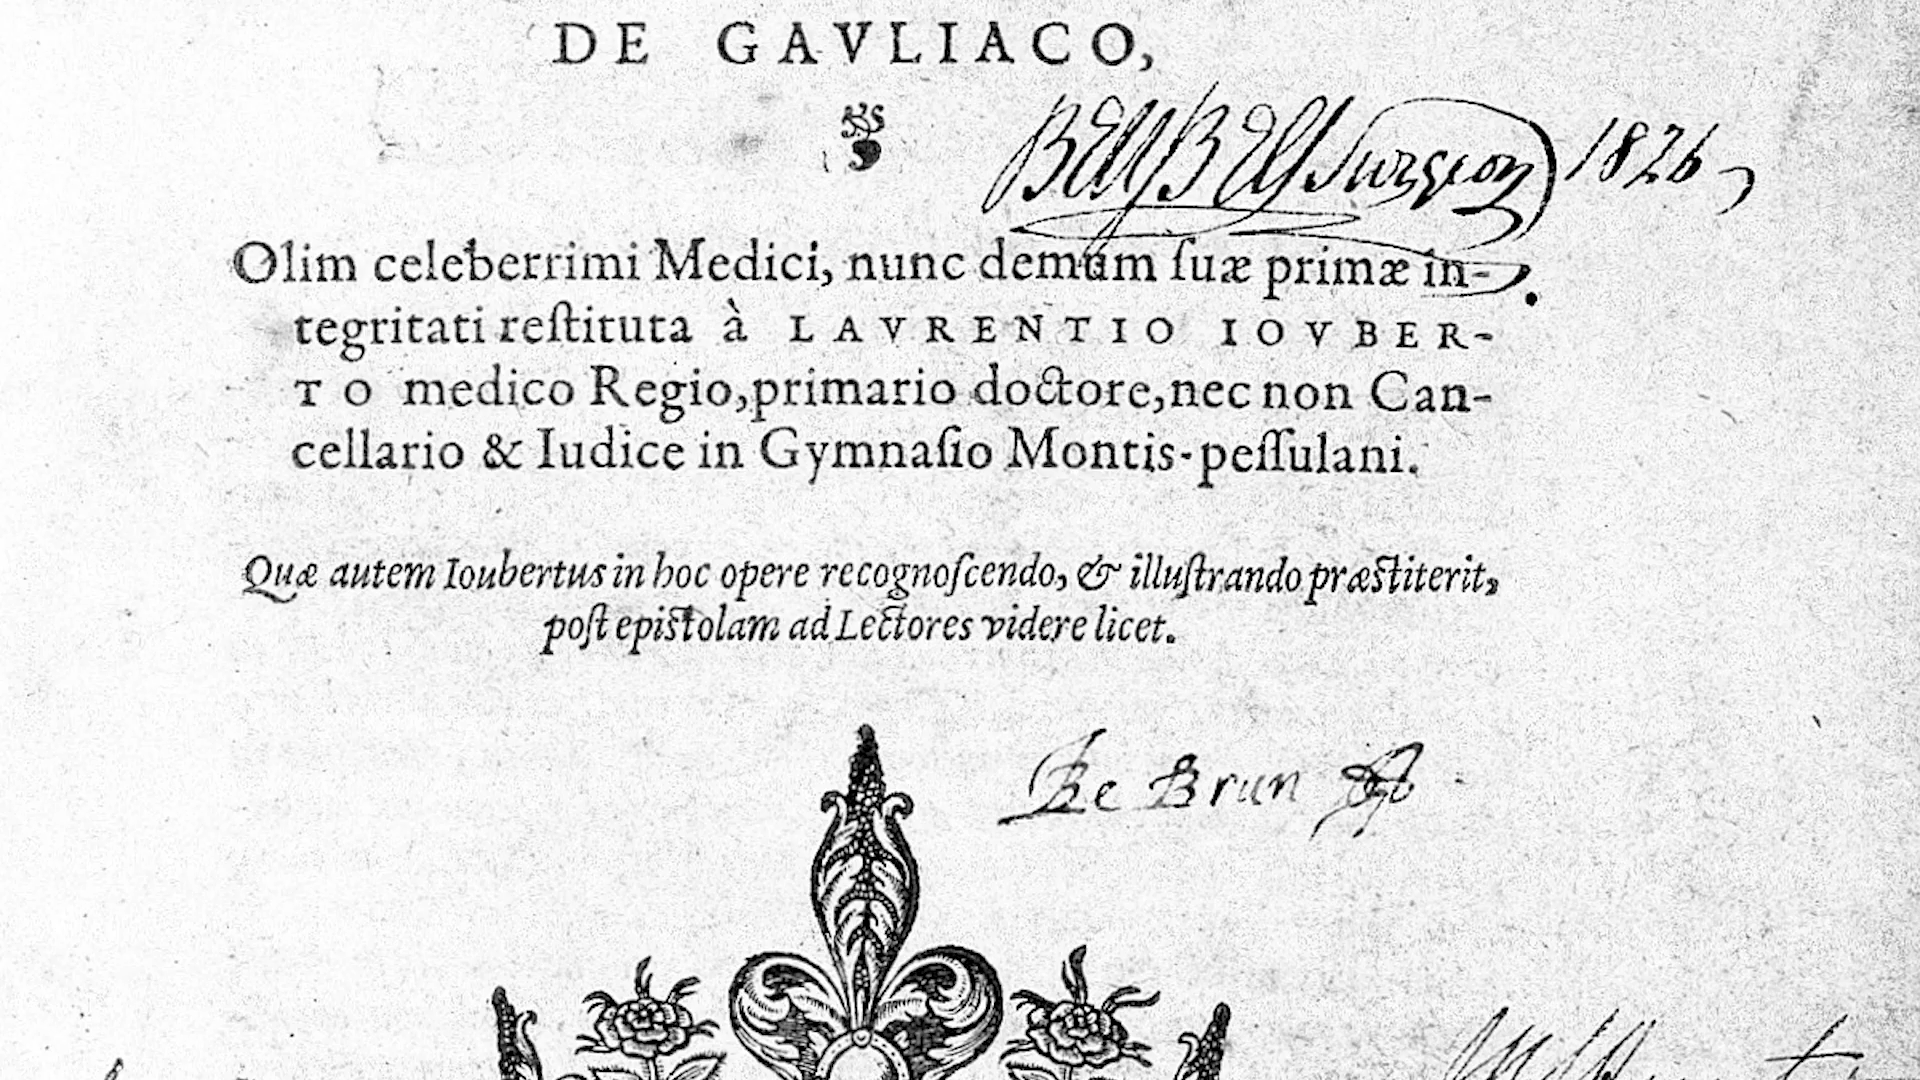 DE GAVLIACO,
Surgeon 1826
Olim celeberrimi Medici, nunc demùm ſuæ primæ in-
tegritati reſtituta à LAVRENTIO IOVBER-
TO medico Regio, primario doctore, nec non Can-
cellario & Iudice in Gymnaſio Montis-peſſulani.
Quæ autem Ioubertus in hoc opere recognoſcendo, & illuſtrando præſtiterit,
poſt epiſtolam ad Lectores videre licet.
Le Brun